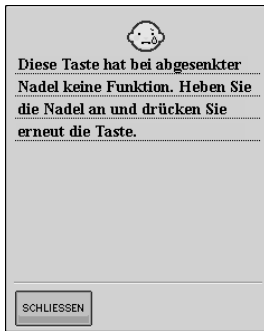 Diese Taste hat bei abgesenkter
Nadel keine Funktion. Heben Sie
die Nadel an und drücken Sie
erneut die Taste.
SCHLIESSEN